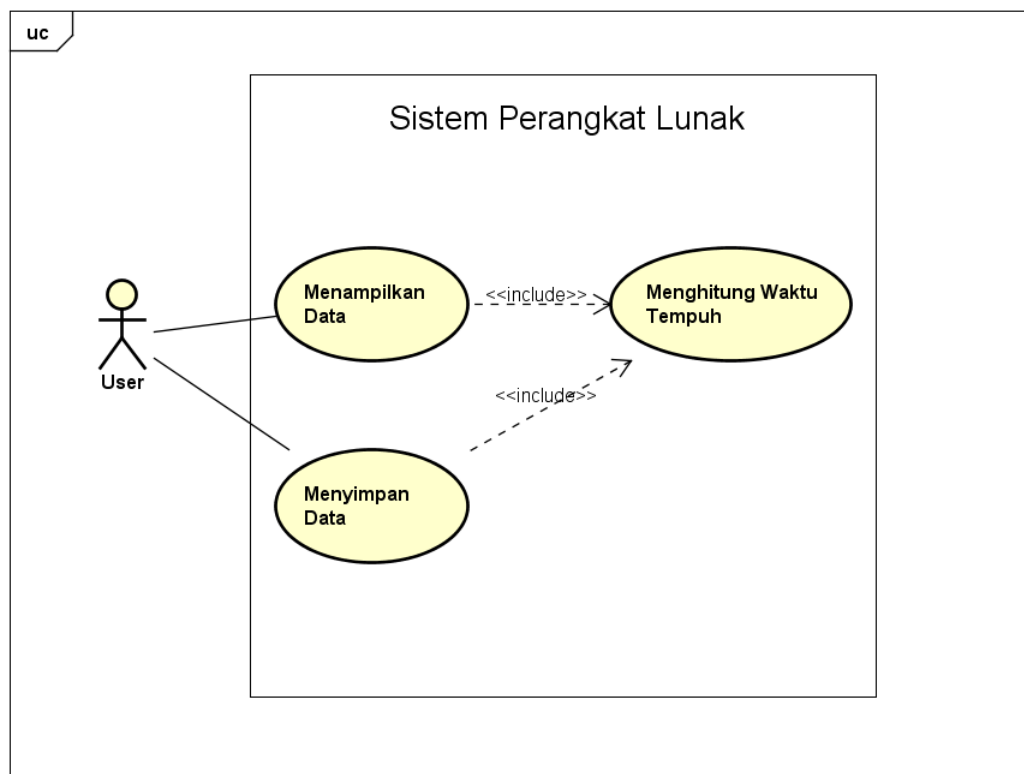 uc
Sistem Perangkat Lunak
Menampilkan
Data
<<include>>
Menghitung Waktu
Tempuh
User
<<include>>
Menyimpan
Data